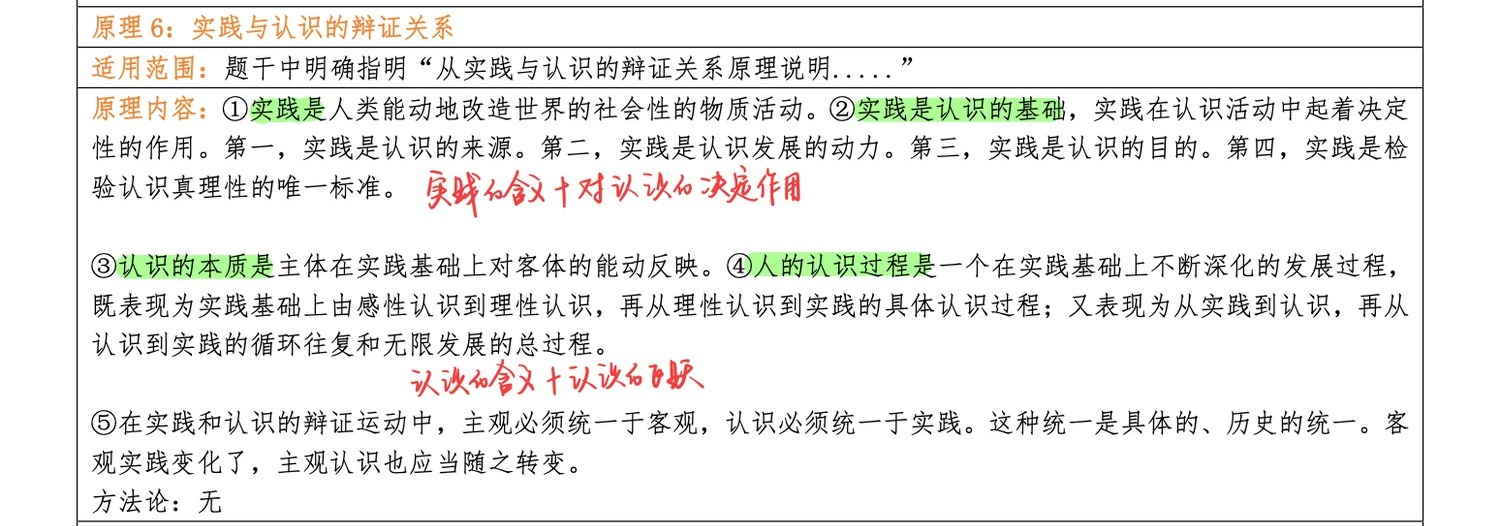 原理 6：实践与认识的辩证关系
适用范围：题干中明确指明“从实践与认识的辩证关系原理说明.....”
原理内容：①实践是人类能动地改造世界的社会性的物质活动。②实践是认识的基础，实践在认识活动中起着决定
性的作用。第一，实践是认识的来源。第二，实践是认识发展的动力。第三，实践是认识的目的。第四，实践是检
验认识真理性的唯一标准。
实践的含义+对认识的决定作用
③认识的本质是主体在实践基础上对客体的能动反映。④人的认识过程是一个在实践基础上不断深化的发展过程，
既表现为实践基础上由感性认识到理性认识，再从理性认识到实践的具体认识过程；又表现为从实践到认识，再从
认识到实践的循环往复和无限发展的总过程。
认识的含义+认识的
⑤在实践和认识的辩证运动中，主观必须统一于客观，认识必须统一于实践。这种统一是具体的、历史的统一。客
观实践变化了，主观认识也应当随之转变。
方法论：无